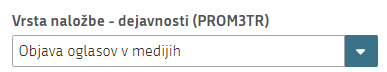 Vrsta naložbe - dejavnosti (PROM3TR)
Objava oglasov v medijih